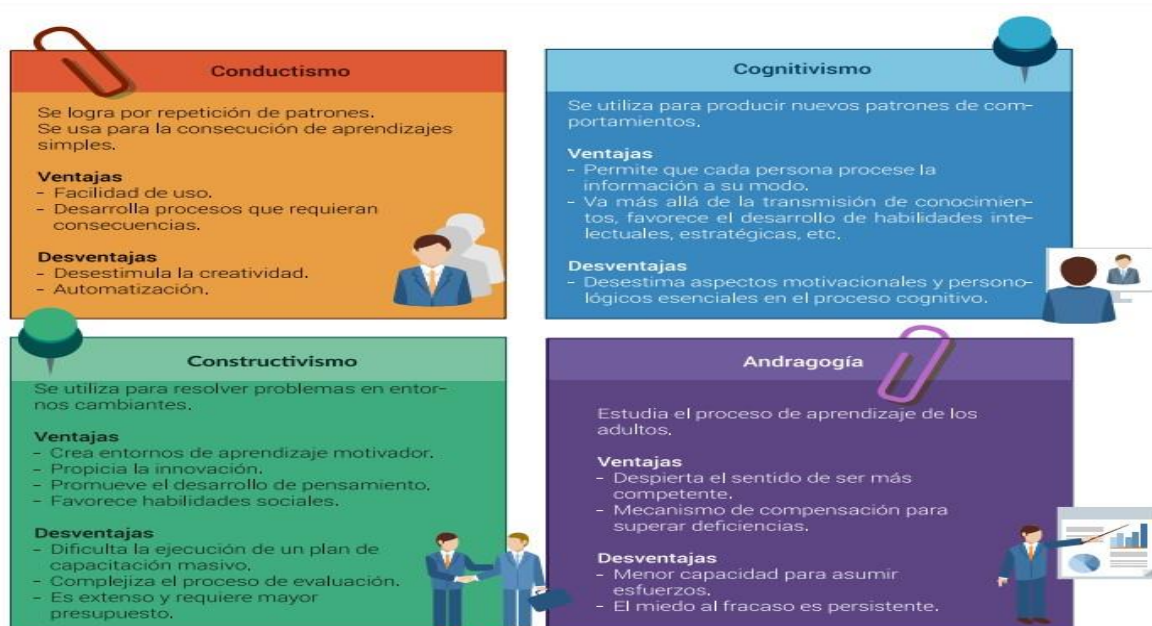 Conductismo
Se logra por repetición de patrones.
Se usa para la consecución de aprendizajes
simples.
Ventajas
- Facilidad de uso.
- Desarrolla procesos que requieran
consecuencias.
Desventajas
- Desestimula la creatividad.
- Automatización.
Cognitivismo
Se utiliza para producir nuevos patrones de com-
portamientos.
Ventajas
- Permite que cada persona procese la
información a su modo.
- Va más allá de la transmisión de conocimien-
tos, favorece el desarrollo de habilidades inte-
lectuales, estratégicas, etc.
Desventajas
- Desestima aspectos motivacionales y persono-
lógicos esenciales en el proceso cognitivo.
Constructivismo
Se utiliza para resolver problemas en entor-
nos cambiantes.
Ventajas
- Crea entornos de aprendizaje motivador.
- Propicia la innovación.
- Promueve el desarrollo de pensamiento.
- Favorece habilidades sociales.
Desventajas
- Dificulta la ejecución de un plan de
capacitación masivo.
- Complejiza el proceso de evaluación.
- Es extenso y requiere mayor
presupuesto.
Andragogía
Estudia el proceso de aprendizaje de los
adultos.
Ventajas
- Despierta el sentido de ser más
competente.
- Mecanismo de compensación para
superar deficiencias.
Desventajas
- Menor capacidad para asumir
esfuerzos.
- El miedo al fracaso es persistente.